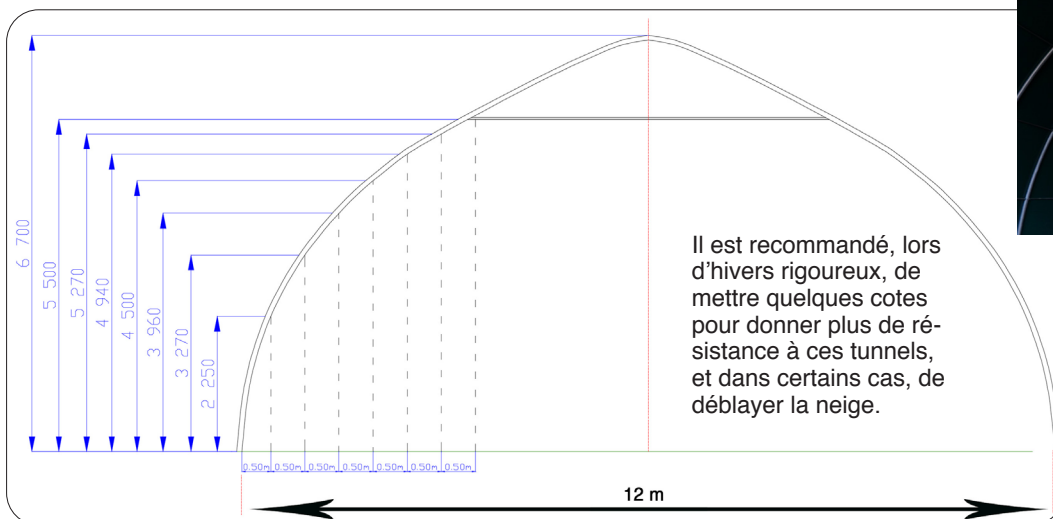 6 700
5 500
5 270
4 940
4 500
3 960
3 270
2 250
Il est recommandé, lors
d’hivers rigoureux, de
mettre quelques cotes
pour donner plus de ré-
sistance à ces tunnels,
et dans certains cas, de
déblayer la neige.
0.50m 0.50m 0.50m 0.50m 0.50m 0.50m 0.50m
12 m